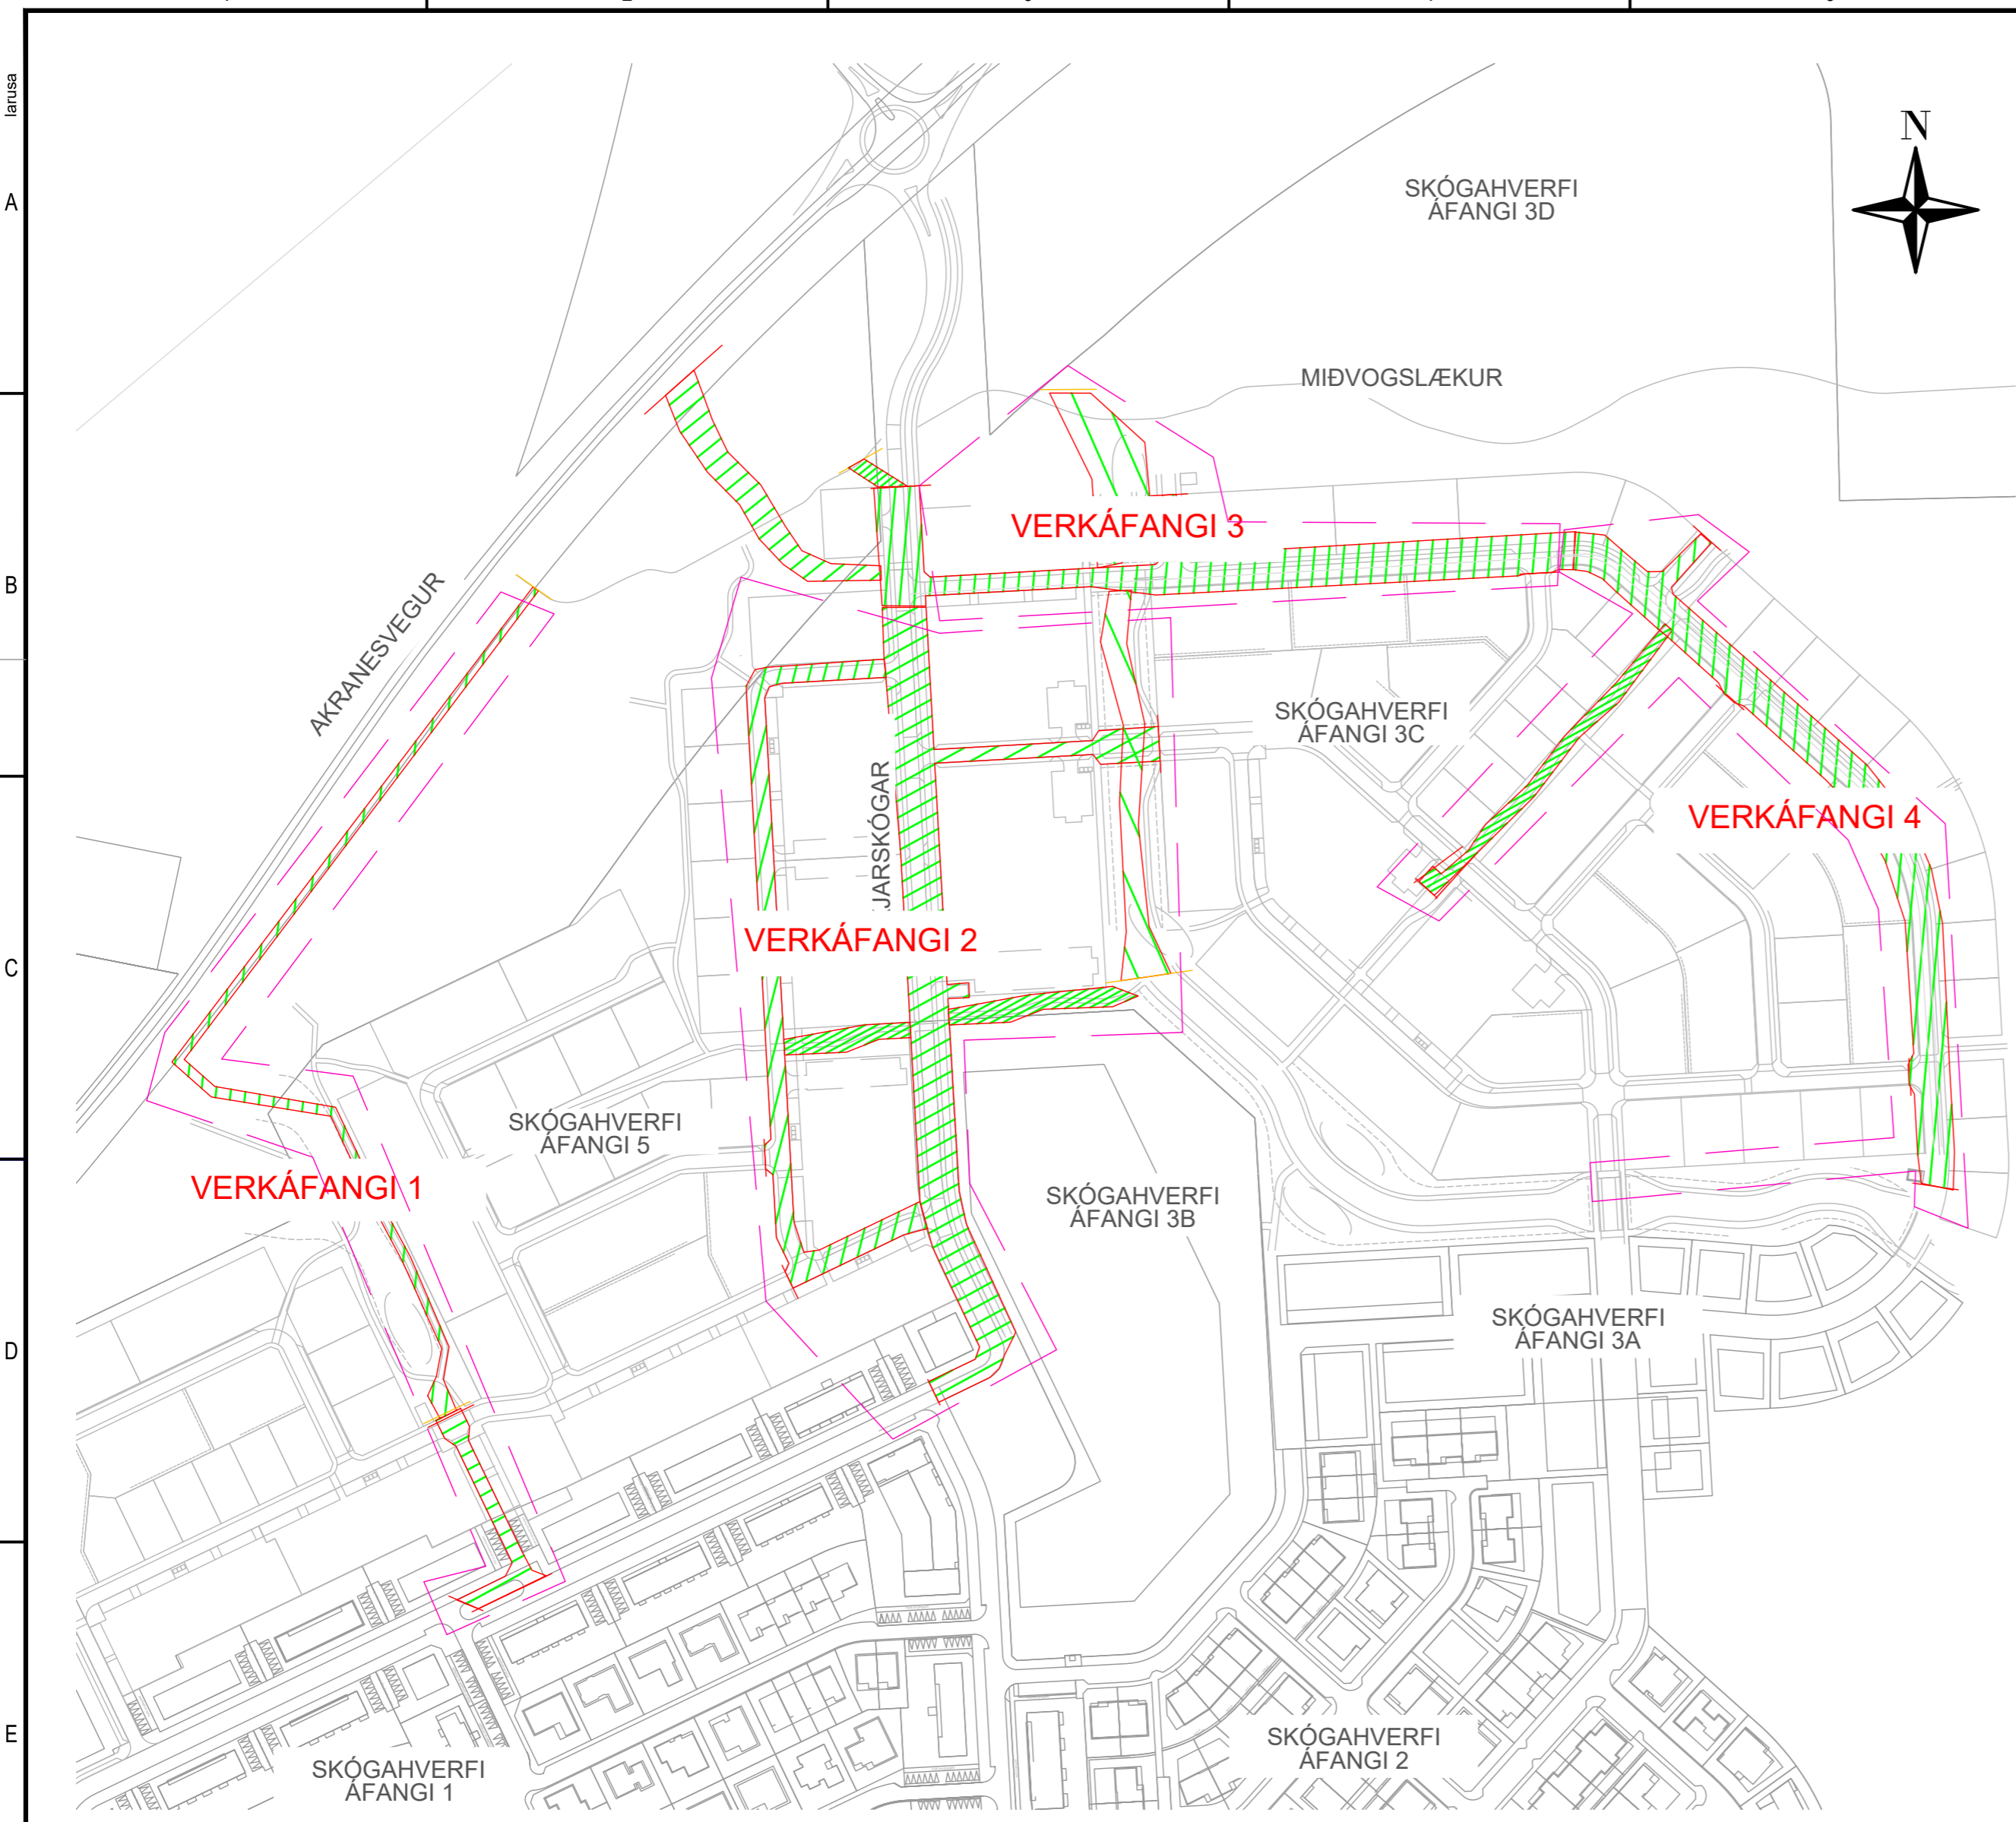 larusa
A
B
C
D
E
N
SKÓGAHVERFI
ÁFANGI 3D
MIÐVOGSLÆKUR
VERKÁFANGI 3
AKRANESVEGUR
SKÓGAHVERFI
ÁFANGI 3C
VERKÁFANGI 4
JARSKÓGAR
VERKÁFANGI 2
SKÓGAHVERFI
ÁFANGI 5
VERKÁFANGI 1
SKÓGAHVERFI
ÁFANGI 3B
SKÓGAHVERFI
ÁFANGI 3A
SKÓGAHVERFI
ÁFANGI 2
SKÓGAHVERFI
ÁFANGI 1